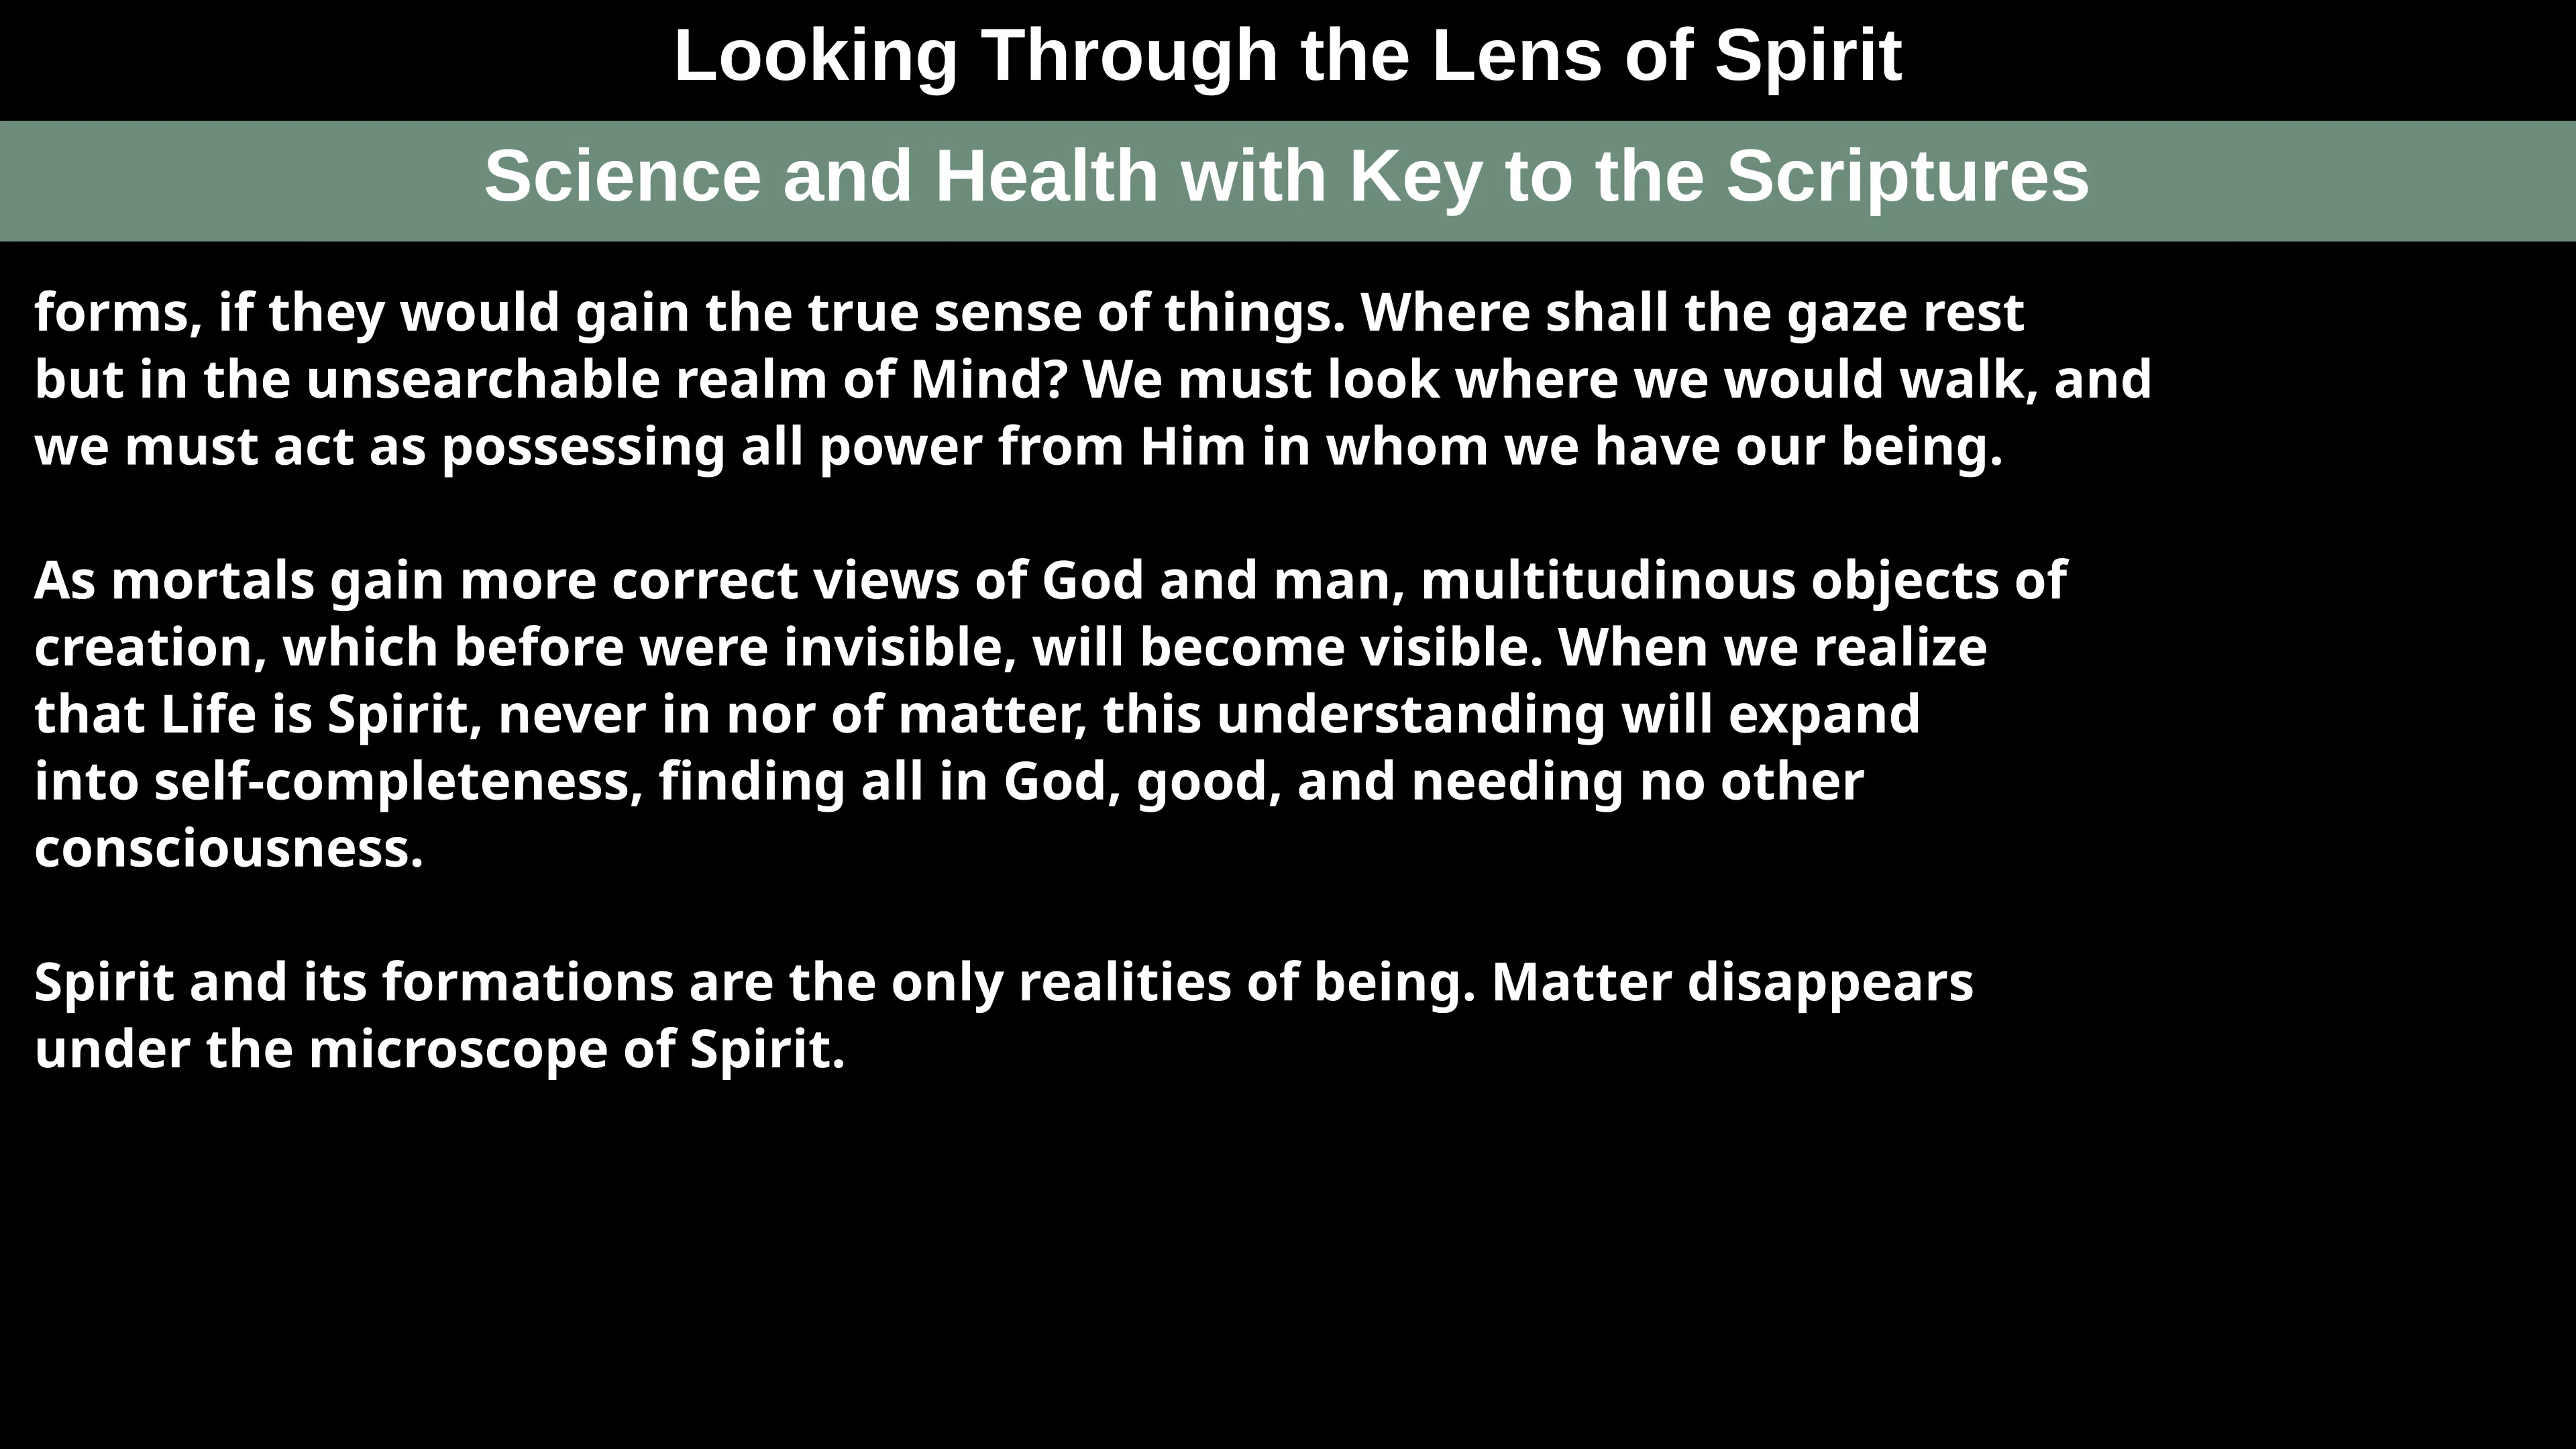 Looking Through the Lens of Spirit
Science and Health with Key to the Scriptures
forms, if they would gain the true sense of things. Where shall the gaze rest
but in the unsearchable realm of Mind? We must look where we would walk, and
we must act as possessing all power from Him in whom we have our being.
As mortals gain more correct views of God and man, multitudinous objects of
creation, which before were invisible, will become visible. When we realize
that Life is Spirit, never in nor of matter, this understanding will expand
into self-completeness, finding all in God, good, and needing no other
consciousness.
Spirit and its formations are the only realities of being. Matter disappears
under the microscope of Spirit.